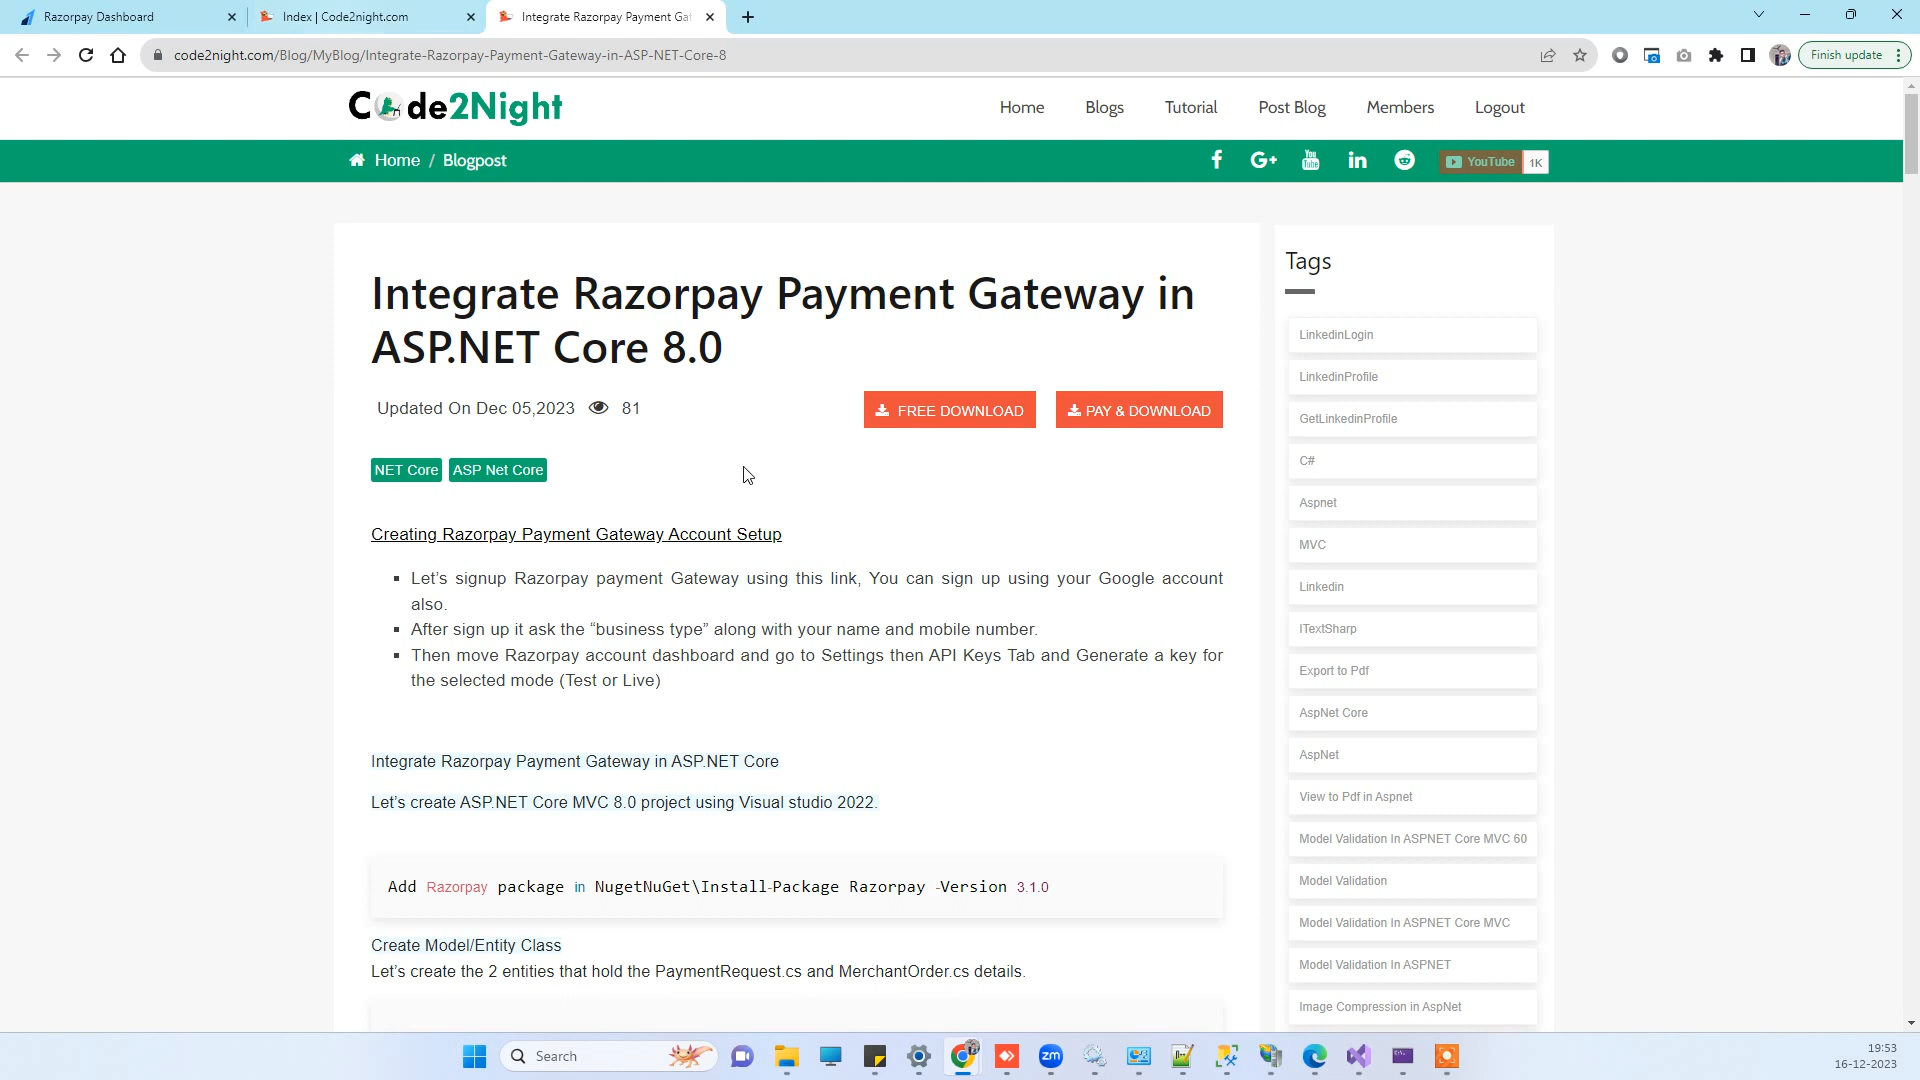 Razorpay Dashboard
Index | Code2night.com
Integrate Razorpay Payment Gat
code2night.com/Blog/MyBlog/Integrate-Razorpay-Payment-Gateway-in-ASP-NET-Core-8
Finish update
Code2Night
Home Blogs Tutorial Post Blog Members Logout
Home / Blogpost
YouTube 1K
Integrate Razorpay Payment Gateway in
ASP.NET Core 8.0
Updated On Dec 05,2023 81
FREE DOWNLOAD
PAY & DOWNLOAD
NET Core ASP Net Core
Creating Razorpay Payment Gateway Account Setup
▪ Let's signup Razorpay payment Gateway using this link, You can sign up using your Google account
also.
▪ After sign up it ask the “business type” along with your name and mobile number.
▪ Then move Razorpay account dashboard and go to Settings then API Keys Tab and Generate a key for
the selected mode (Test or Live)
Integrate Razorpay Payment Gateway in ASP.NET Core
Let's create ASP.NET Core MVC 8.0 project using Visual studio 2022.
Add Razorpay package in NugetNuGet\Install-Package Razorpay -Version 3.1.0
Create Model/Entity Class
Let's create the 2 entities that hold the PaymentRequest.cs and MerchantOrder.cs details.
Tags
LinkedinLogin
LinkedinProfile
GetLinkedinProfile
C#
Aspnet
MVC
Linkedin
ITextSharp
Export to Pdf
AspNet Core
AspNet
View to Pdf in Aspnet
Model Validation In ASPNET Core MVC 60
Model Validation
Model Validation In ASPNET Core MVC
Model Validation In ASPNET
Image Compression in AspNet
Search
zm
19:53
16-12-2023